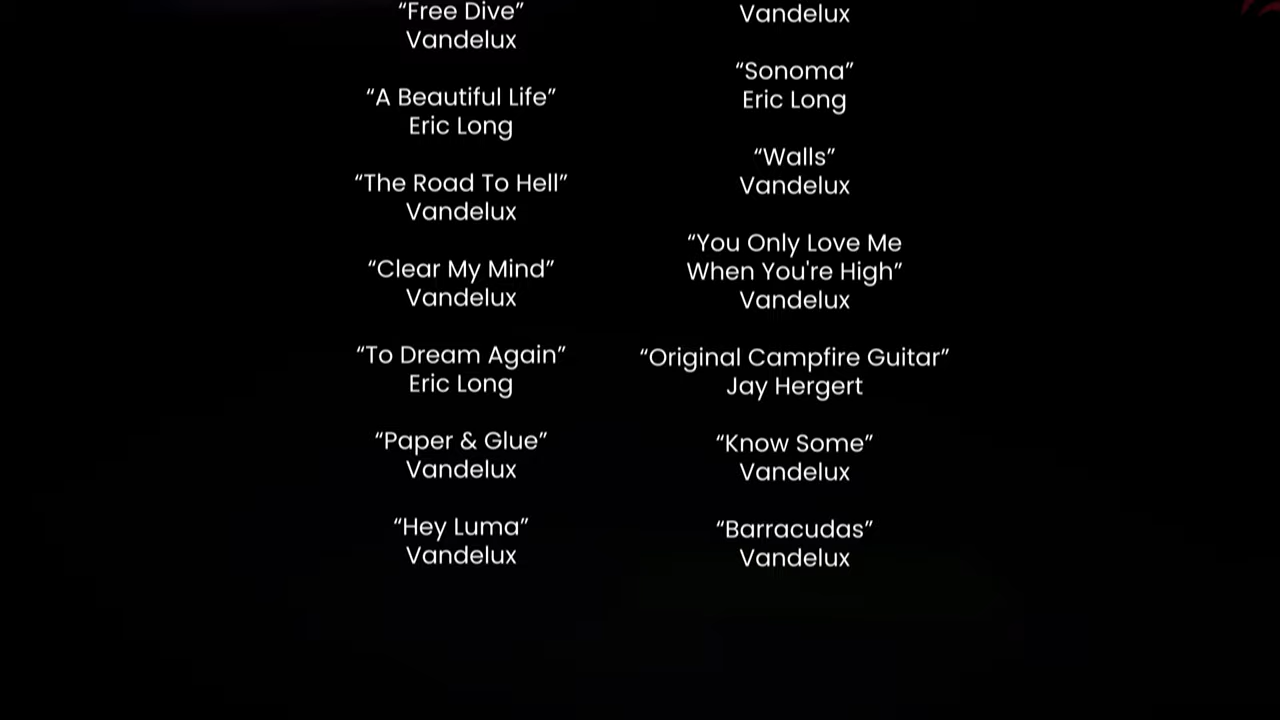 “Free Dive”
Vandelux
“A Beautiful Life”
Eric Long
“The Road To Hell”
Vandelux
“Clear My Mind”
Vandelux
“To Dream Again”
Eric Long
“Paper & Glue”
Vandelux
“Hey Luma”
Vandelux
Vandelux
“Sonoma”
Eric Long
“Walls”
Vandelux
“You Only Love Me
When You're High”
Vandelux
“Original Campfire Guitar”
Jay Hergert
“Know Some”
Vandelux
“Barracudas”
Vandelux